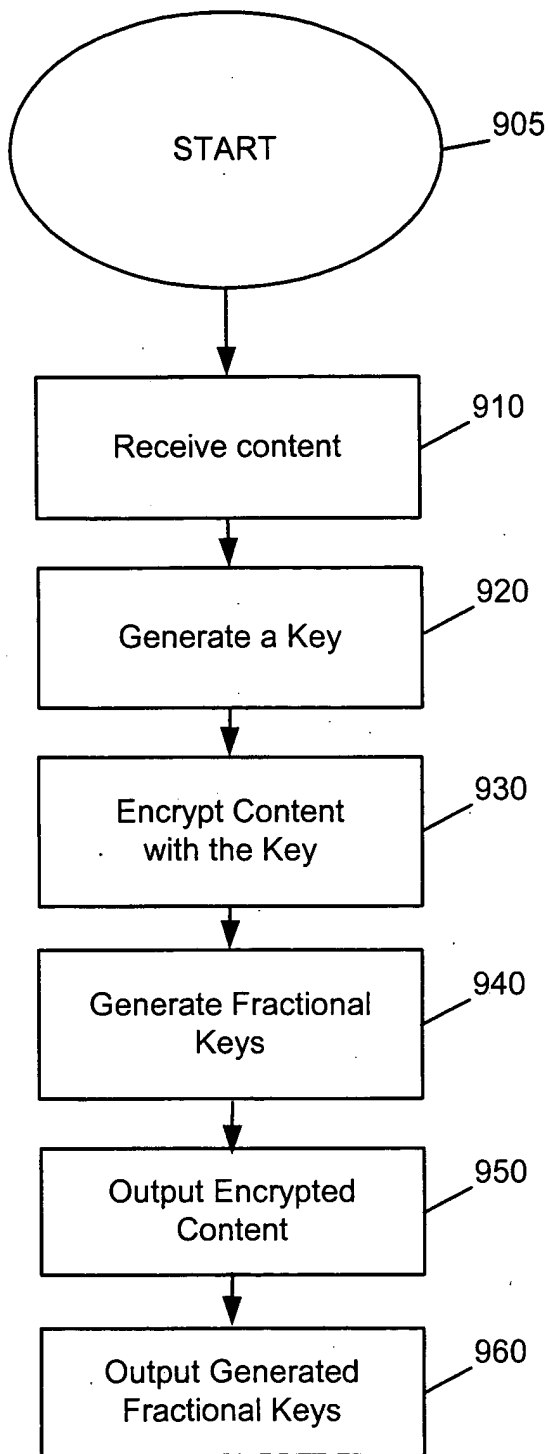 START
905
Receive content
910
Generate a Key
920
Encrypt Content
with the Key
930
Generate Fractional
Keys
940
Output Encrypted
Content
950
Output Generated
Fractional Keys
960